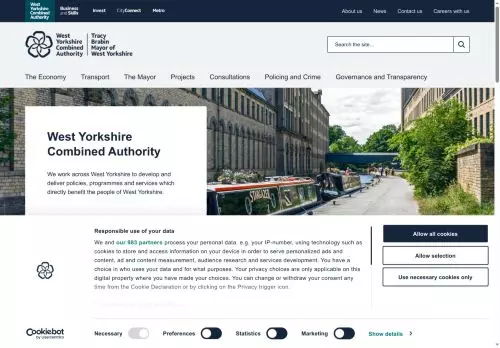 West Yorkshire Combined Authority
Business and Skills
Invest
CityConnect
Metro
About us
News
Contact us
Careers with us
West Yorkshire Combined Authority
Tracy Brabin Mayor of West Yorkshire
Search the site...
The Economy
Transport
The Mayor
Projects
Consultations
Policing and Crime
Governance and Transparency
West Yorkshire
Combined Authority
We work across West Yorkshire to develop and
deliver policies, programmes and services which
directly benefit the people of West Yorkshire.
Responsible use of your data
We and our 983 partners process your personal data, e.g. your IP-number, using technology such as
cookies to store and access information on your device in order to serve personalized ads and
content, ad and content measurement, audience research and services development. You have a
choice in who uses your data and for what purposes. Your privacy choices are only applicable on this
digital property where you have made your choices. You can change or withdraw your consent any
time from the Cookie Declaration or by clicking on the Privacy trigger icon.
Allow all cookies
Allow selection
Use necessary cookies only
Cookiebot
by Usercentrics
Necessary
Preferences
Statistics
Marketing
Show details